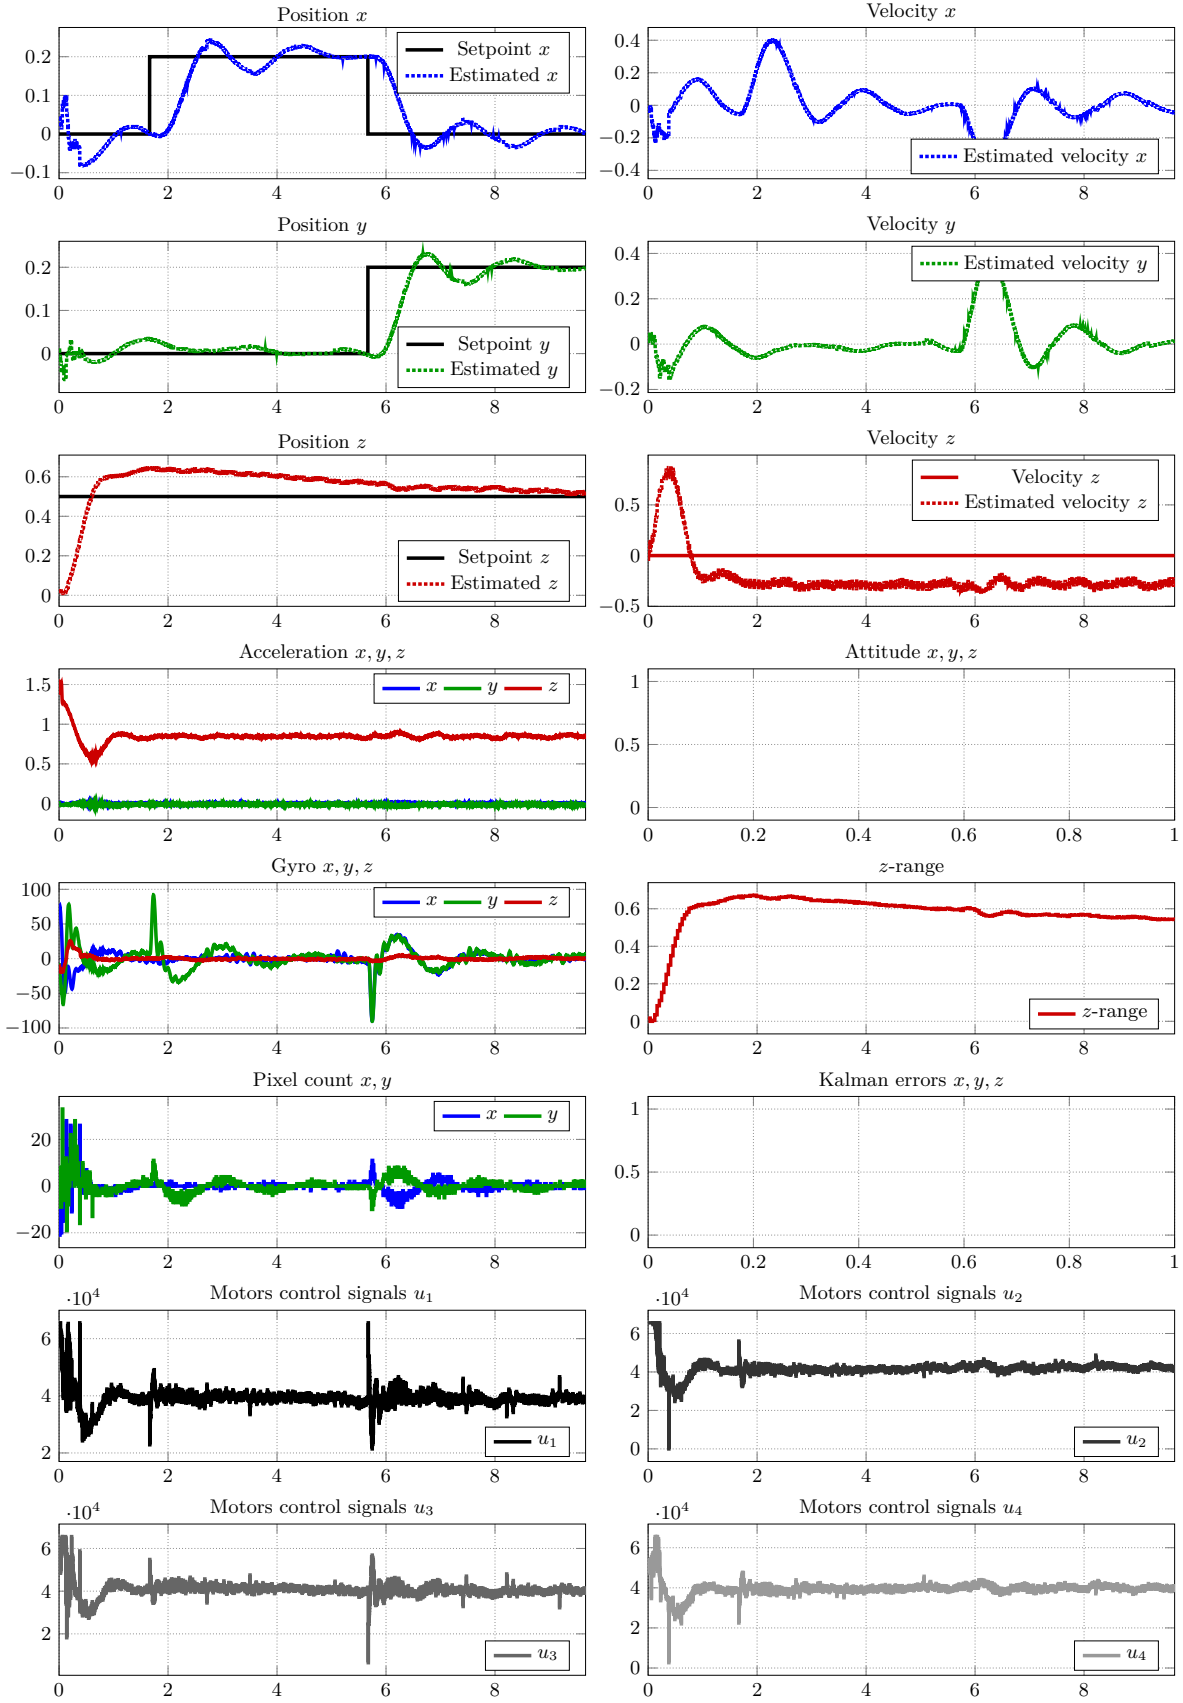 Position x
Velocity x
0.2
0.1
0
−0.1
Setpoint x
Estimated x
0 2 4 6 8
0.4
0.2
0
−0.2
−0.4
Estimated velocity x
0 2 4 6 8
Position y
Velocity y
0.2
0
Setpoint y
Estimated y
0 2 4 6 8
0.4
0.2
0
−0.2
Estimated velocity y
0 2 4 6 8
Position z
Velocity z
0.6
0.4
0.2
0
Setpoint z
Estimated z
0 2 4 6 8
0.5
0
−0.5
Velocity z
Estimated velocity z
0 2 4 6 8
Acceleration x, y, z
Attitude x, y, z
1.5
1
0.5
0
x y z
0 2 4 6 8
1
0.5
0
0 0.2 0.4 0.6 0.8 1
Gyro x, y, z
z-range
100
50
0
−50
−100
x y z
0 2 4 6 8
0.6
0.4
0.2
0
z-range
0 2 4 6 8
Pixel count x, y
Kalman errors x, y, z
20
0
−20
x y
0 2 4 6 8
1
0.5
0
0 0.2 0.4 0.6 0.8 1
Motors control signals u₁
Motors control signals u₂
·10⁴
6
4
2
u₁
0 2 4 6 8
·10⁴
6
4
2
0
u₂
0 2 4 6 8
Motors control signals u₃
Motors control signals u₄
·10⁴
6
4
2
u₃
0 2 4 6 8
·10⁴
6
4
2
0
u₄
0 2 4 6 8